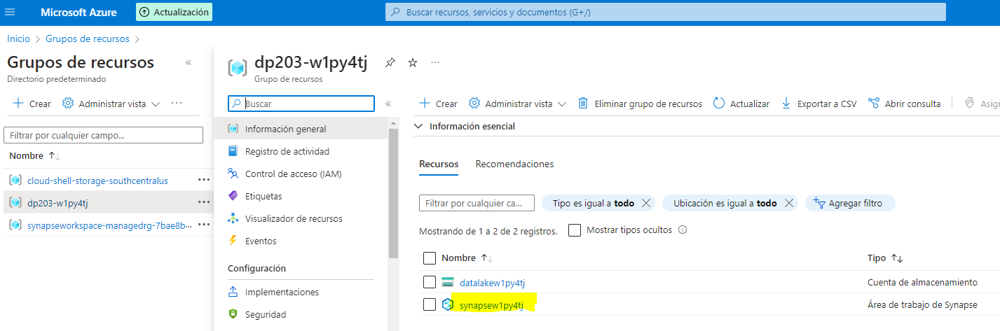 Microsoft Azure
Actualización
Buscar recursos, servicios y documentos (G+/)
Inicio > Grupos de recursos >
Grupos de recursos
Directorio predeterminado
Crear
Administrar vista
Filtrar por cualquier campo...
Nombre
cloud-shell-storage-southcentralus
dp203-w1py4tj
synapseworkspace-managedrg-7bae8b...
dp203-w1py4tj
Grupo de recursos
Buscar
Información general
Registro de actividad
Control de acceso (IAM)
Etiquetas
Visualizador de recursos
Eventos
Configuración
Implementaciones
Seguridad
Crear
Administrar vista
Eliminar grupo de recursos
Actualizar
Exportar a CSV
Abrir consulta
Asig
Información esencial
Recursos
Recomendaciones
Filtrar por cualquier ca...
Tipo es igual a todo
Ubicación es igual a todo
Agregar filtro
Mostrando de 1 a 2 de 2 registros.
Mostrar tipos ocultos
Nombre
Tipo
datalakew1py4tj
Cuenta de almacenamiento
synapsew1py4tj
Área de trabajo de Synapse